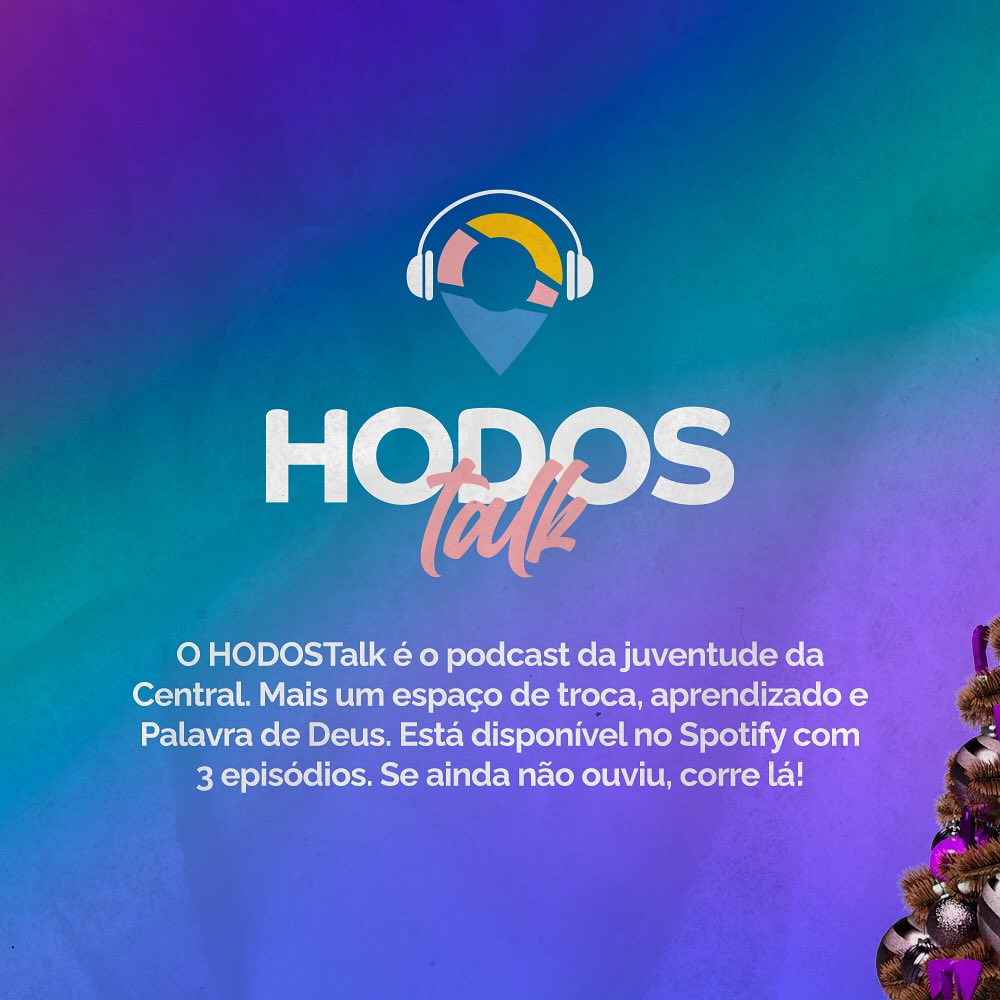 HODOS
talk
O HODOSTalk é o podcast da juventude da
Central. Mais um espaço de troca, aprendizado e
Palavra de Deus. Está disponível no Spotify com
3 episódios. Se ainda não ouviu, corre lá!